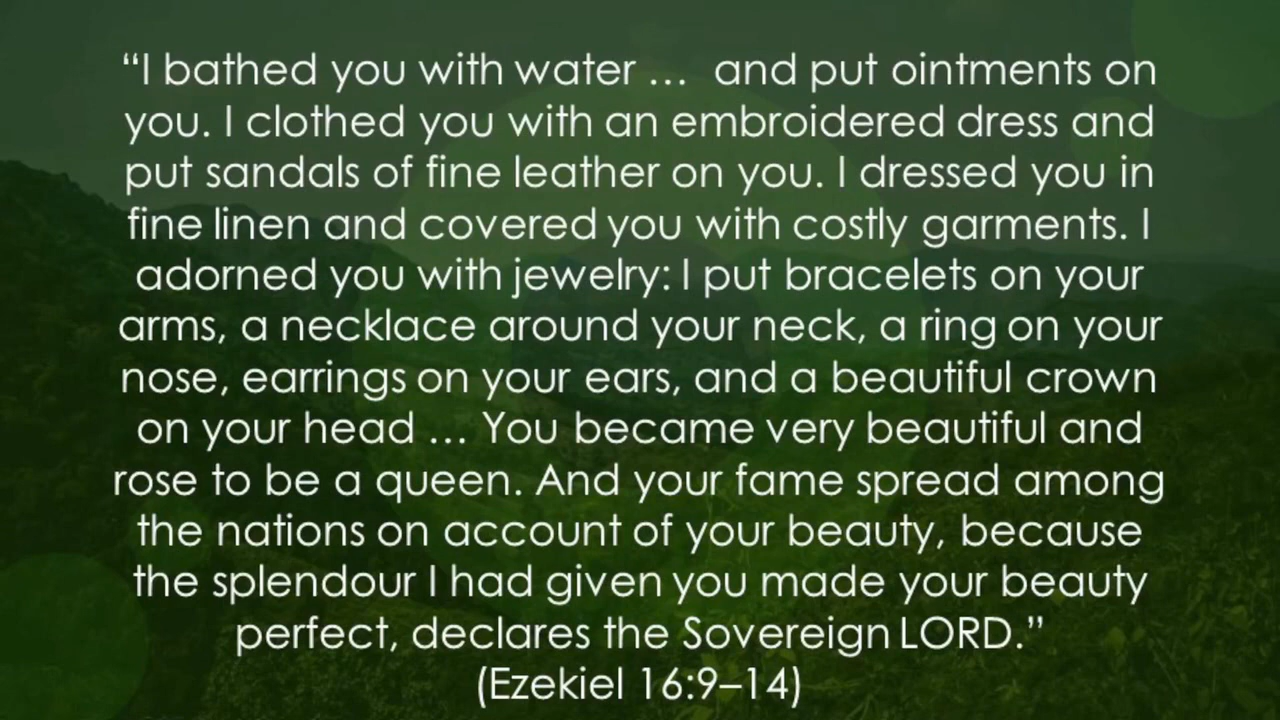 “I bathed you with water … and put ointments on
you. I clothed you with an embroidered dress and
put sandals of fine leather on you. I dressed you in
fine linen and covered you with costly garments. I
adorned you with jewelry: I put bracelets on your
arms, a necklace around your neck, a ring on your
nose, earrings on your ears, and a beautiful crown
on your head … You became very beautiful and
rose to be a queen. And your fame spread among
the nations on account of your beauty, because
the splendour I had given you made your beauty
perfect, declares the Sovereign LORD.”
(Ezekiel 16:9–14)